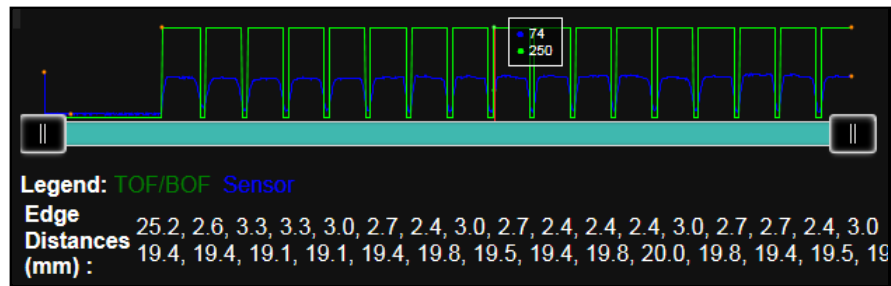 74
250
Legend: TOF/BOF Sensor
Edge
Distances
(mm) :
25.2, 2.6, 3.3, 3.3, 3.0, 2.7, 2.4, 3.0, 2.7, 2.4, 2.4, 2.4, 3.0, 2.7, 2.7, 2.4, 3.0
19.4, 19.4, 19.1, 19.1, 19.4, 19.8, 19.5, 19.4, 19.8, 20.0, 19.8, 19.4, 19.5, 19